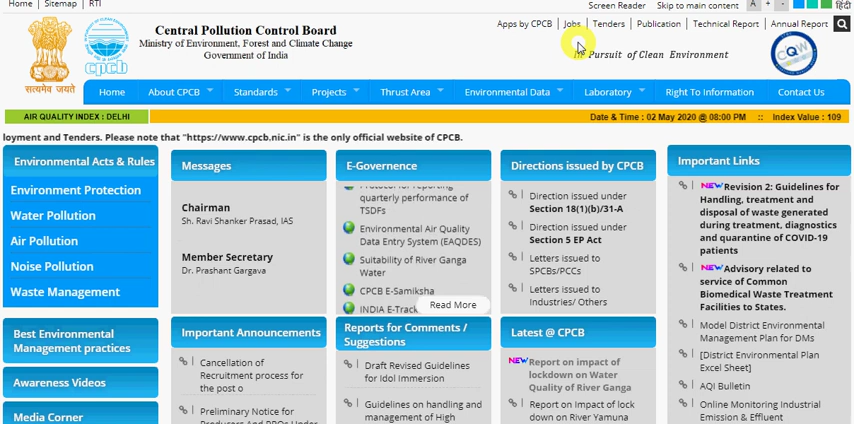 Home
Sitemap
RTI
Screen Reader
Skip to main content
A
+
-
हिंदी
Apps by CPCB
Jobs
Tenders
Publication
Technical Report
Annual Report
सत्यमेव जयते
CPCB
Central Pollution Control Board
Ministry of Environment, Forest and Climate Change
Government of India
In Pursuit of Clean Environment
CQW
Home
About CPCB
Standards
Projects
Thrust Area
Environmental Data
Laboratory
Right To Information
Contact Us
AIR QUALITY INDEX : DELHI
Date & Time : 02 May 2020 @ 08:00 PM :: Index Value : 109
loyment and Tenders. Please note that "https://www.cpcb.nic.in" is the only official website of CPCB.
Environmental Acts & Rules
Environment Protection
Water Pollution
Air Pollution
Noise Pollution
Waste Management
Best Environmental
Management practices
Awareness Videos
Media Corner
Messages
Chairman
Sh. Ravi Shanker Prasad, IAS
Member Secretary
Dr. Prashant Gargava
Important Announcements
Cancellation of
Recruitment process for
the post o
Preliminary Notice for
Producers And PROs Under
E-Governence
Protocol for reporting
quarterly performance of
TSDFs
Environmental Air Quality
Data Entry System (EAQDES)
Suitability of River Ganga
Water
CPCB E-Samiksha
INDIA E-Track
Read More
Reports for Comments /
Suggestions
Draft Revised Guidelines
for Idol Immersion
Guidelines on handling and
management of High
Directions issued by CPCB
Direction issued under
Section 18(1)(b)/31-A
Direction issued under
Section 5 EP Act
Letters issued to
SPCBs/PCCs
Letters issued to
Industries/ Others
Latest @ CPCB
NEW Report on impact of
lockdown on Water
Quality of River Ganga
Report on Impact of lock
down on River Yamuna
Important Links
NEW Revision 2: Guidelines for
Handling, treatment and
disposal of waste generated
during treatment, diagnostics
and quarantine of COVID-19
patients
NEW Advisory related to
service of Common
Biomedical Waste Treatment
Facilities to States.
Model District Environmental
Management Plan for DMs
[District Environmental Plan
Excel Sheet]
AQI Bulletin
Online Monitoring Industrial
Emission & Effluent